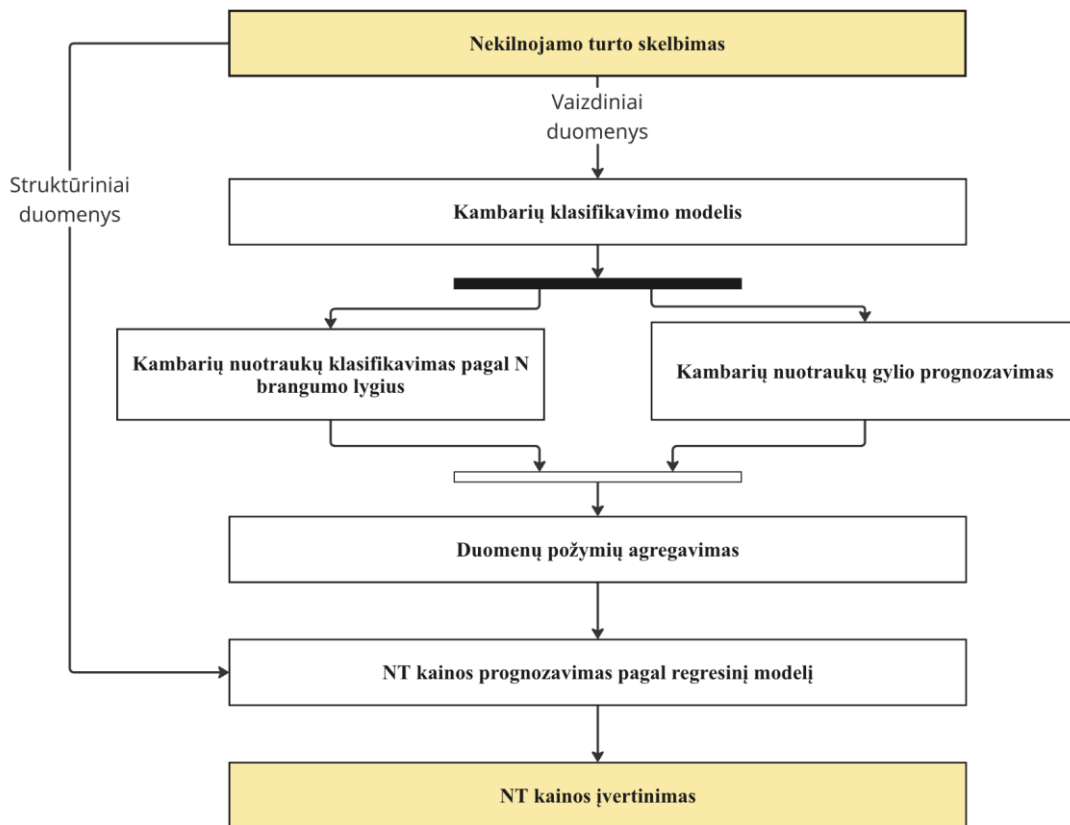 Nekilnojamo turto skelbimas
Vaizdiniai
duomenys
Struktūriniai
duomenys
Kambarių klasifikavimo modelis
Kambarių nuotraukų klasifikavimas pagal N
brangumo lygius
Kambarių nuotraukų gylio prognozavimas
Duomenų požymių agregavimas
NT kainos prognozavimas pagal regresinį modelį
NT kainos įvertinimas